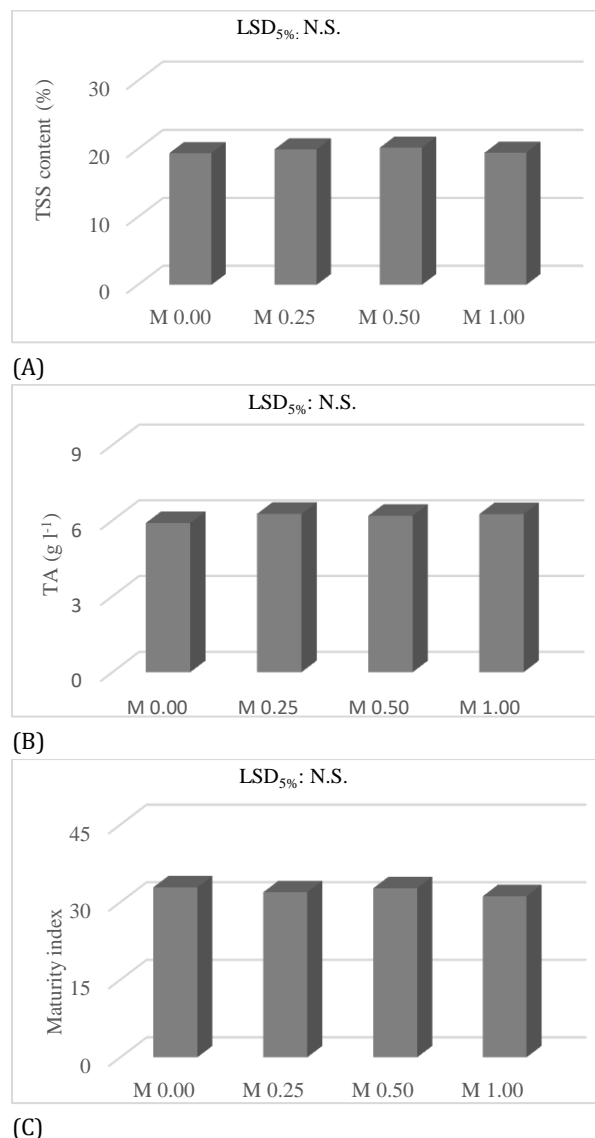 LSD5%: N.S.
TSS content (%)
30
20
10
0
M 0.00 M 0.25 M 0.50 M 1.00
(A)
LSD5%: N.S.
TA (g l-1)
9
6
3
0
M 0.00 M 0.25 M 0.50 M 1.00
(B)
LSD5%: N.S.
Maturity index
45
30
15
0
M 0.00 M 0.25 M 0.50 M 1.00
(C)